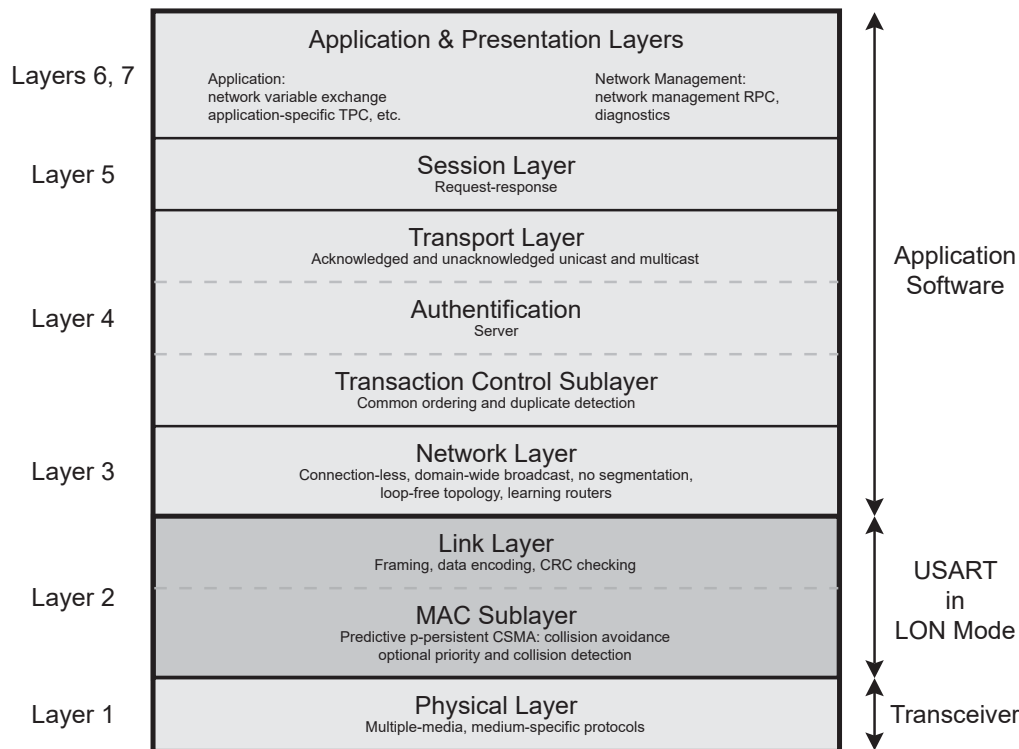 Application & Presentation Layers
Layers 6, 7
Application:
network variable exchange
application-specific TPC, etc.
Network Management:
network management RPC,
diagnostics
Layer 5
Session Layer
Request-response
Transport Layer
Acknowledged and unacknowledged unicast and multicast
Layer 4
Authentification
Server
Transaction Control Sublayer
Common ordering and duplicate detection
Application
Software
Layer 3
Network Layer
Connection-less, domain-wide broadcast, no segmentation,
loop-free topology, learning routers
Layer 2
Link Layer
Framing, data encoding, CRC checking
MAC Sublayer
Predictive p-persistent CSMA: collision avoidance
optional priority and collision detection
USART
in
LON Mode
Layer 1
Physical Layer
Multiple-media, medium-specific protocols
Transceiver